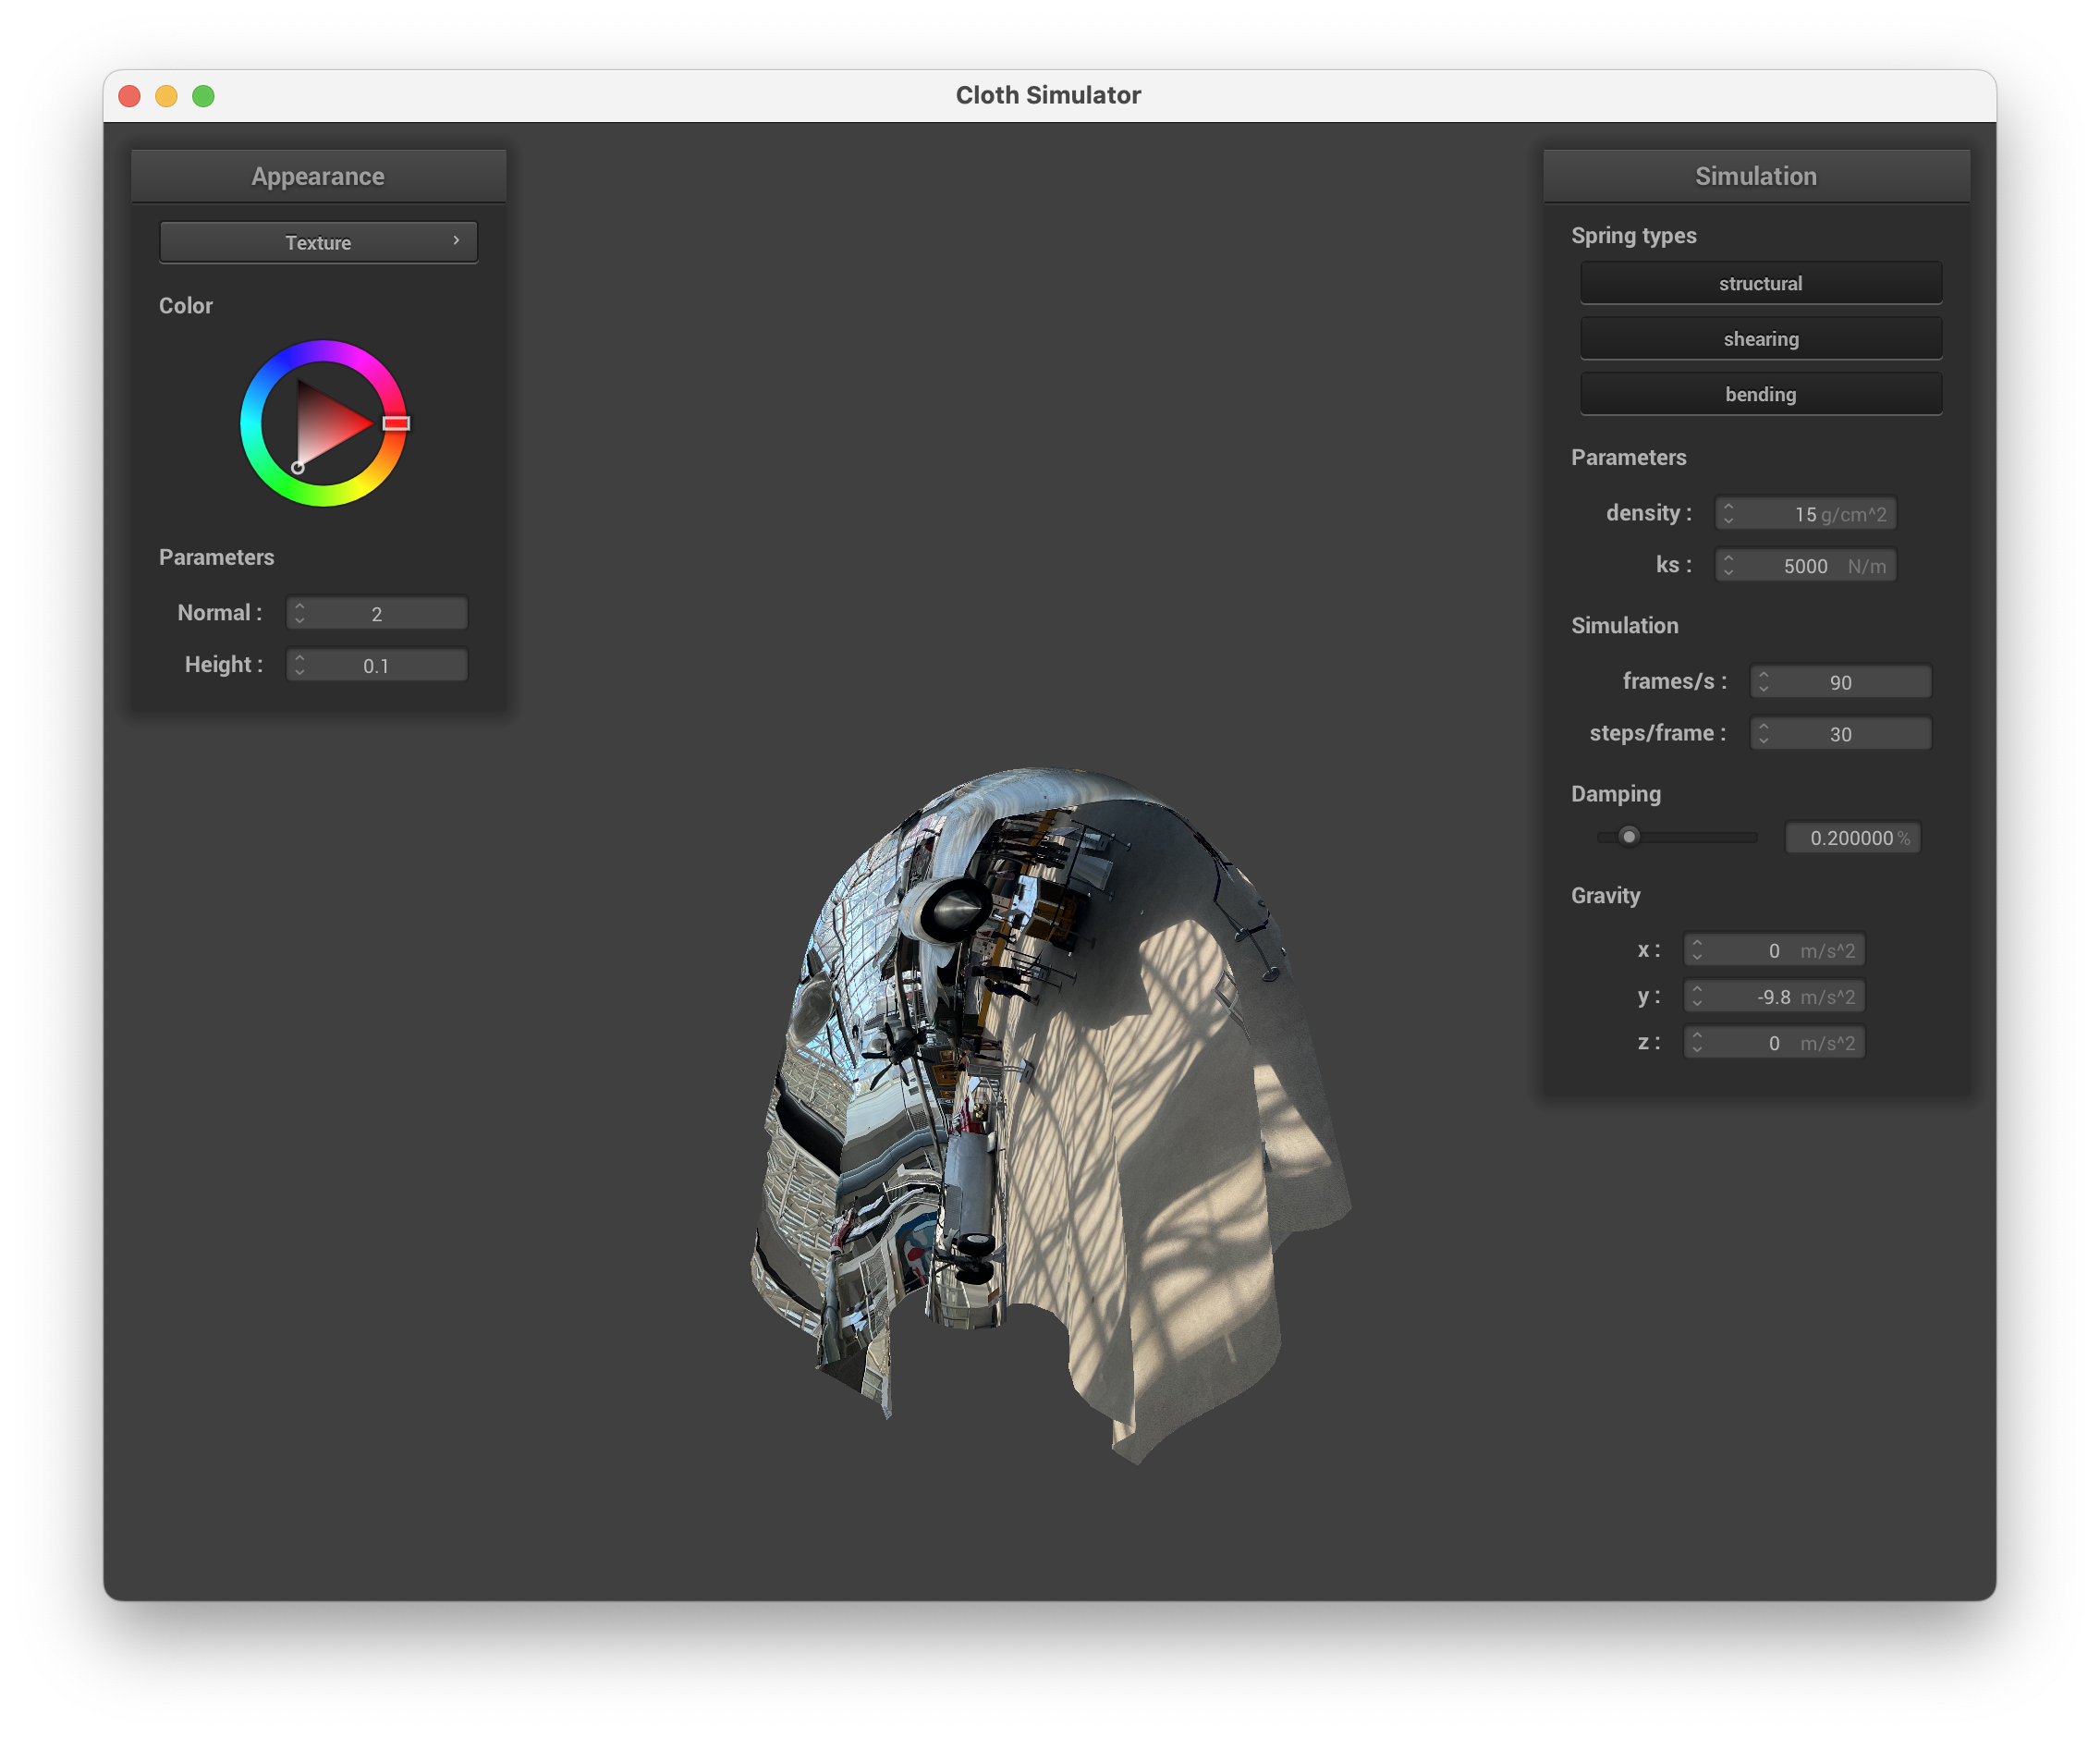 Cloth Simulator
Appearance
Texture
Color
Parameters
Normal : 2
Height : 0.1
Simulation
Spring types
structural
shearing
bending
Parameters
density : 15 g/cm^2
ks : 5000 N/m
Simulation
frames/s : 90
steps/frame : 30
Damping
0.200000 %
Gravity
x : 0 m/s^2
y : -9.8 m/s^2
z : 0 m/s^2